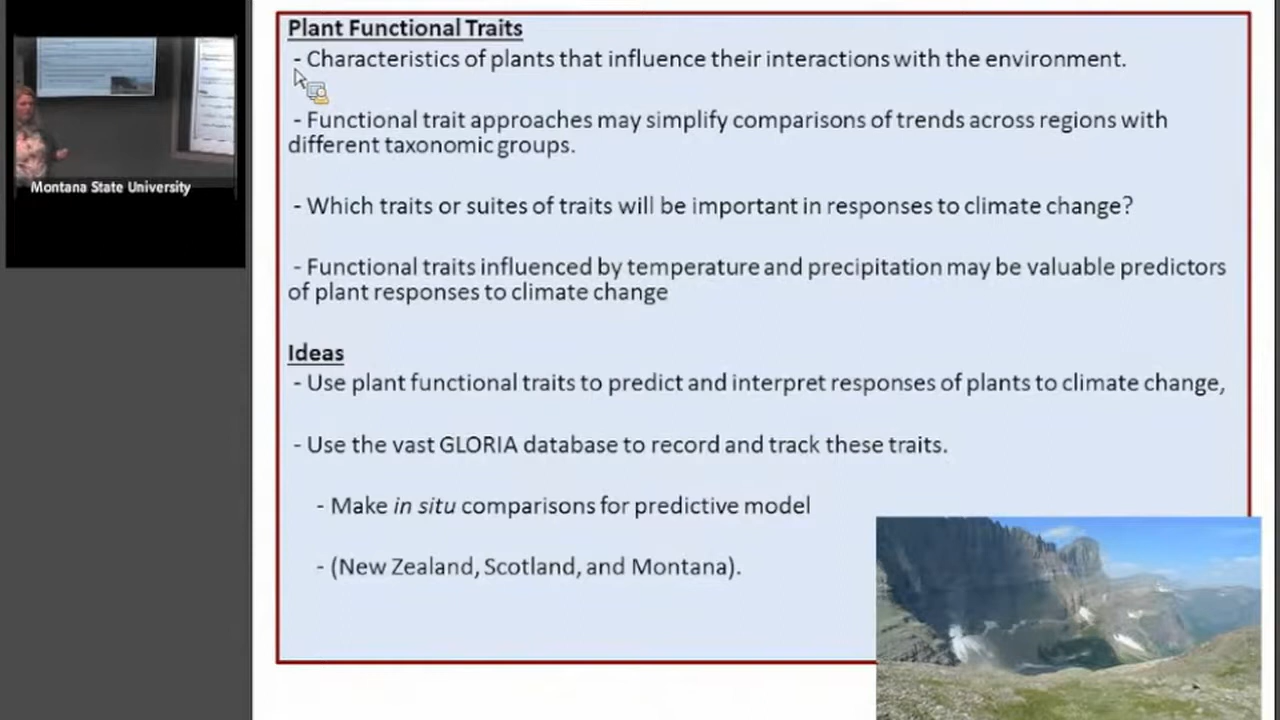 Plant Functional Traits
- Characteristics of plants that influence their interactions with the environment.
- Functional trait approaches may simplify comparisons of trends across regions with
different taxonomic groups.
- Which traits or suites of traits will be important in responses to climate change?
- Functional traits influenced by temperature and precipitation may be valuable predictors
of plant responses to climate change
Ideas
- Use plant functional traits to predict and interpret responses of plants to climate change,
- Use the vast GLORIA database to record and track these traits.
- Make in situ comparisons for predictive model
- (New Zealand, Scotland, and Montana).
Montana State University